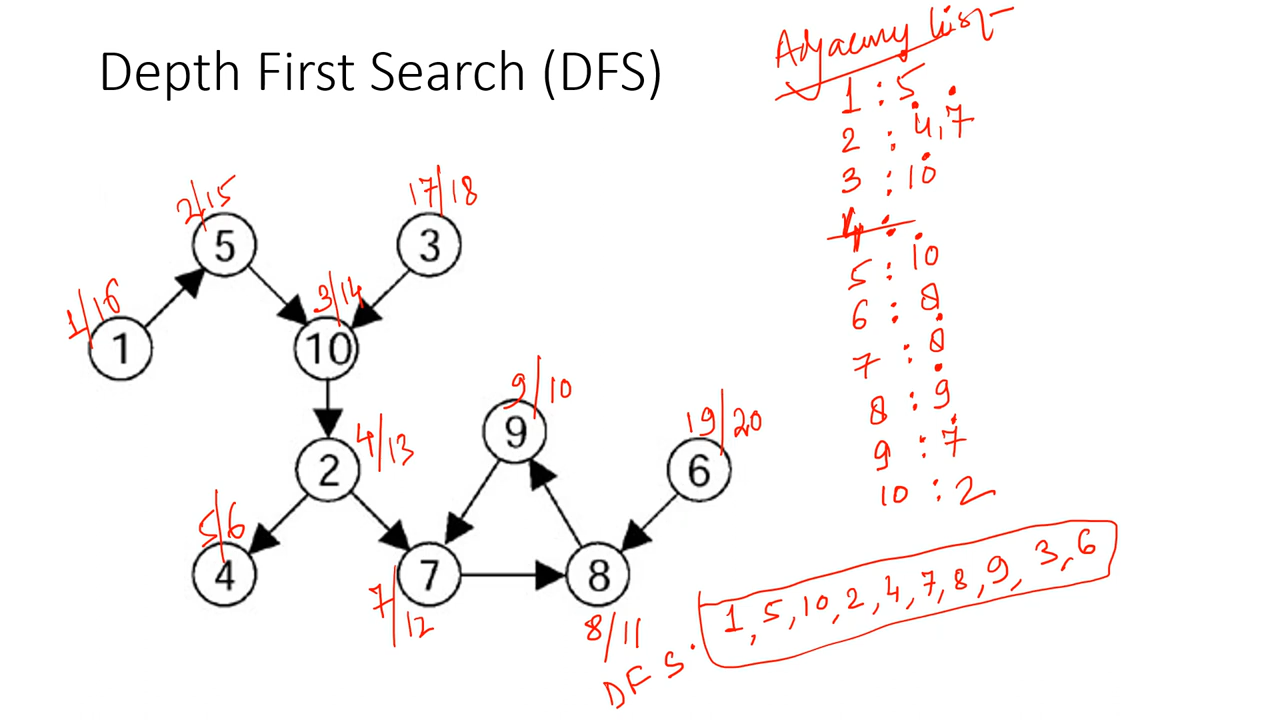 Depth First Search (DFS)
Adjacency list
1 : 5
2 : 4, 7
3 : 10
4 :
5 : 10
6 : 8
7 : 8
8 : 9
9 : 7
10 : 2
2/15
17/18
5
3
1/16
3/14
1
10
9/10
19/20
9
4/13
2
6
5/6
4
7
8
7/12
8/11
DFS: 1, 5, 10, 2, 4, 7, 8, 9, 3, 6